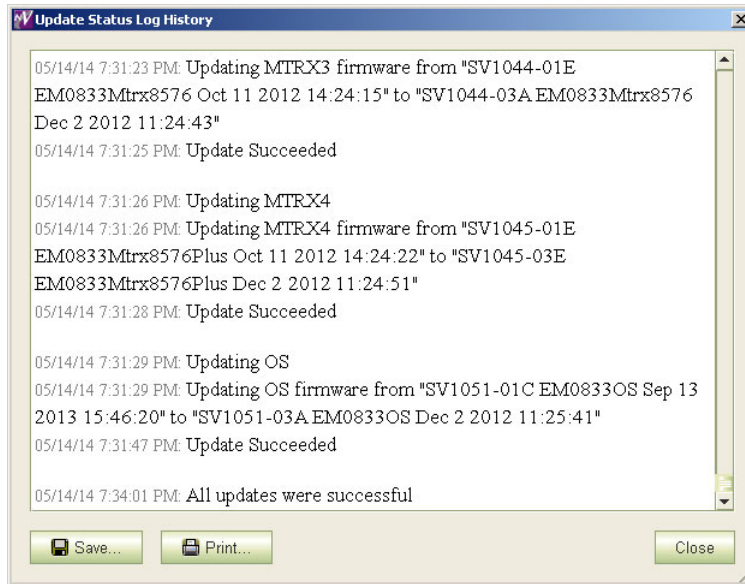 Update Status Log History
05/14/14 7:31:23 PM: Updating MTRX3 firmware from "SV1044-01E
EM0833Mtrx8576 Oct 11 2012 14:24:15" to "SV1044-03A EM0833Mtrx8576
Dec 2 2012 11:24:43"
05/14/14 7:31:25 PM: Update Succeeded
05/14/14 7:31:26 PM: Updating MTRX4
05/14/14 7:31:26 PM: Updating MTRX4 firmware from "SV1045-01E
EM0833Mtrx8576Plus Oct 11 2012 14:24:22" to "SV1045-03E
EM0833Mtrx8576Plus Dec 2 2012 11:24:51"
05/14/14 7:31:28 PM: Update Succeeded
05/14/14 7:31:29 PM: Updating OS
05/14/14 7:31:29 PM: Updating OS firmware from "SV1051-01C EM0833OS Sep 13
2013 15:46:20" to "SV1051-03A EM0833OS Dec 2 2012 11:25:41"
05/14/14 7:31:47 PM: Update Succeeded
05/14/14 7:34:01 PM: All updates were successful
Save... Print... Close